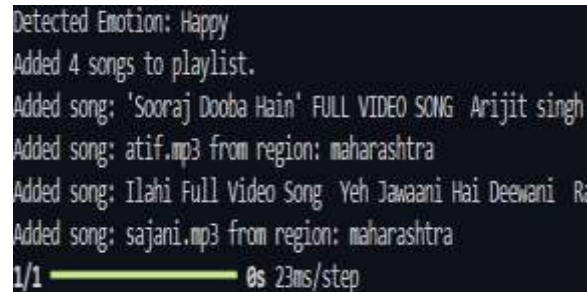 Detected Emotion: Happy
Added 4 songs to playlist.
Added song: 'Sooraj Dooba Hain' FULL VIDEO SONG  Arijit singh
Added song: atif.mp3 from region: maharashtra
Added song: Ilahi Full Video Song  Yeh Jawaani Hai Deewani  Ra
Added song: sajani.mp3 from region: maharashtra
1/1 0s 23ms/step